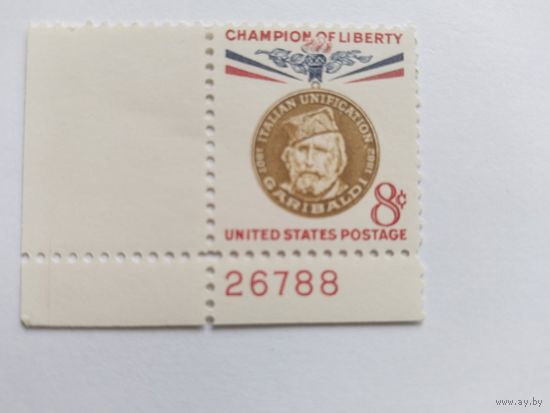 CHAMPION OF LIBERTY
1807 ITALIAN UNIFICATION 1882
GARIBALDI
8¢
UNITED STATES POSTAGE
26788
www.ay.by